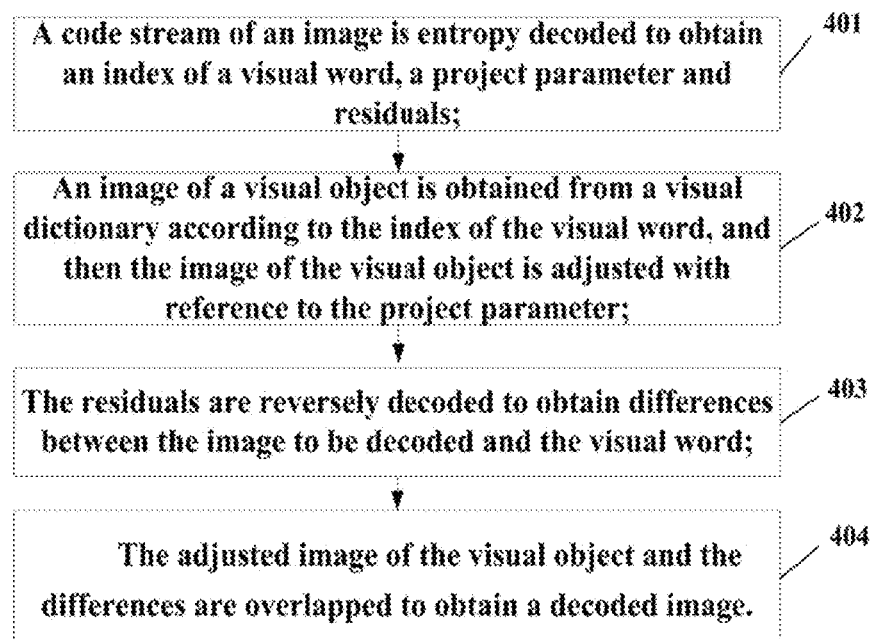 A code stream of an image is entropy decoded to obtain
an index of a visual word, a project parameter and
residuals;
401
An image of a visual object is obtained from a visual
dictionary according to the index of the visual word, and
then the image of the visual object is adjusted with
reference to the project parameter;
402
The residuals are reversely decoded to obtain differences
between the image to be decoded and the visual word;
403
The adjusted image of the visual object and the
differences are overlapped to obtain a decoded image.
404